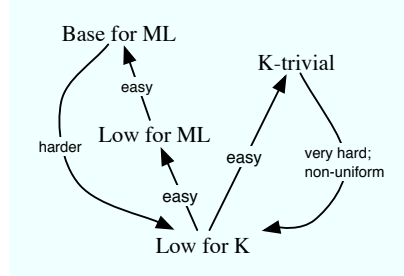 Base for ML
K-trivial
easy
Low for ML
harder
easy
very hard;
non-uniform
easy
Low for K